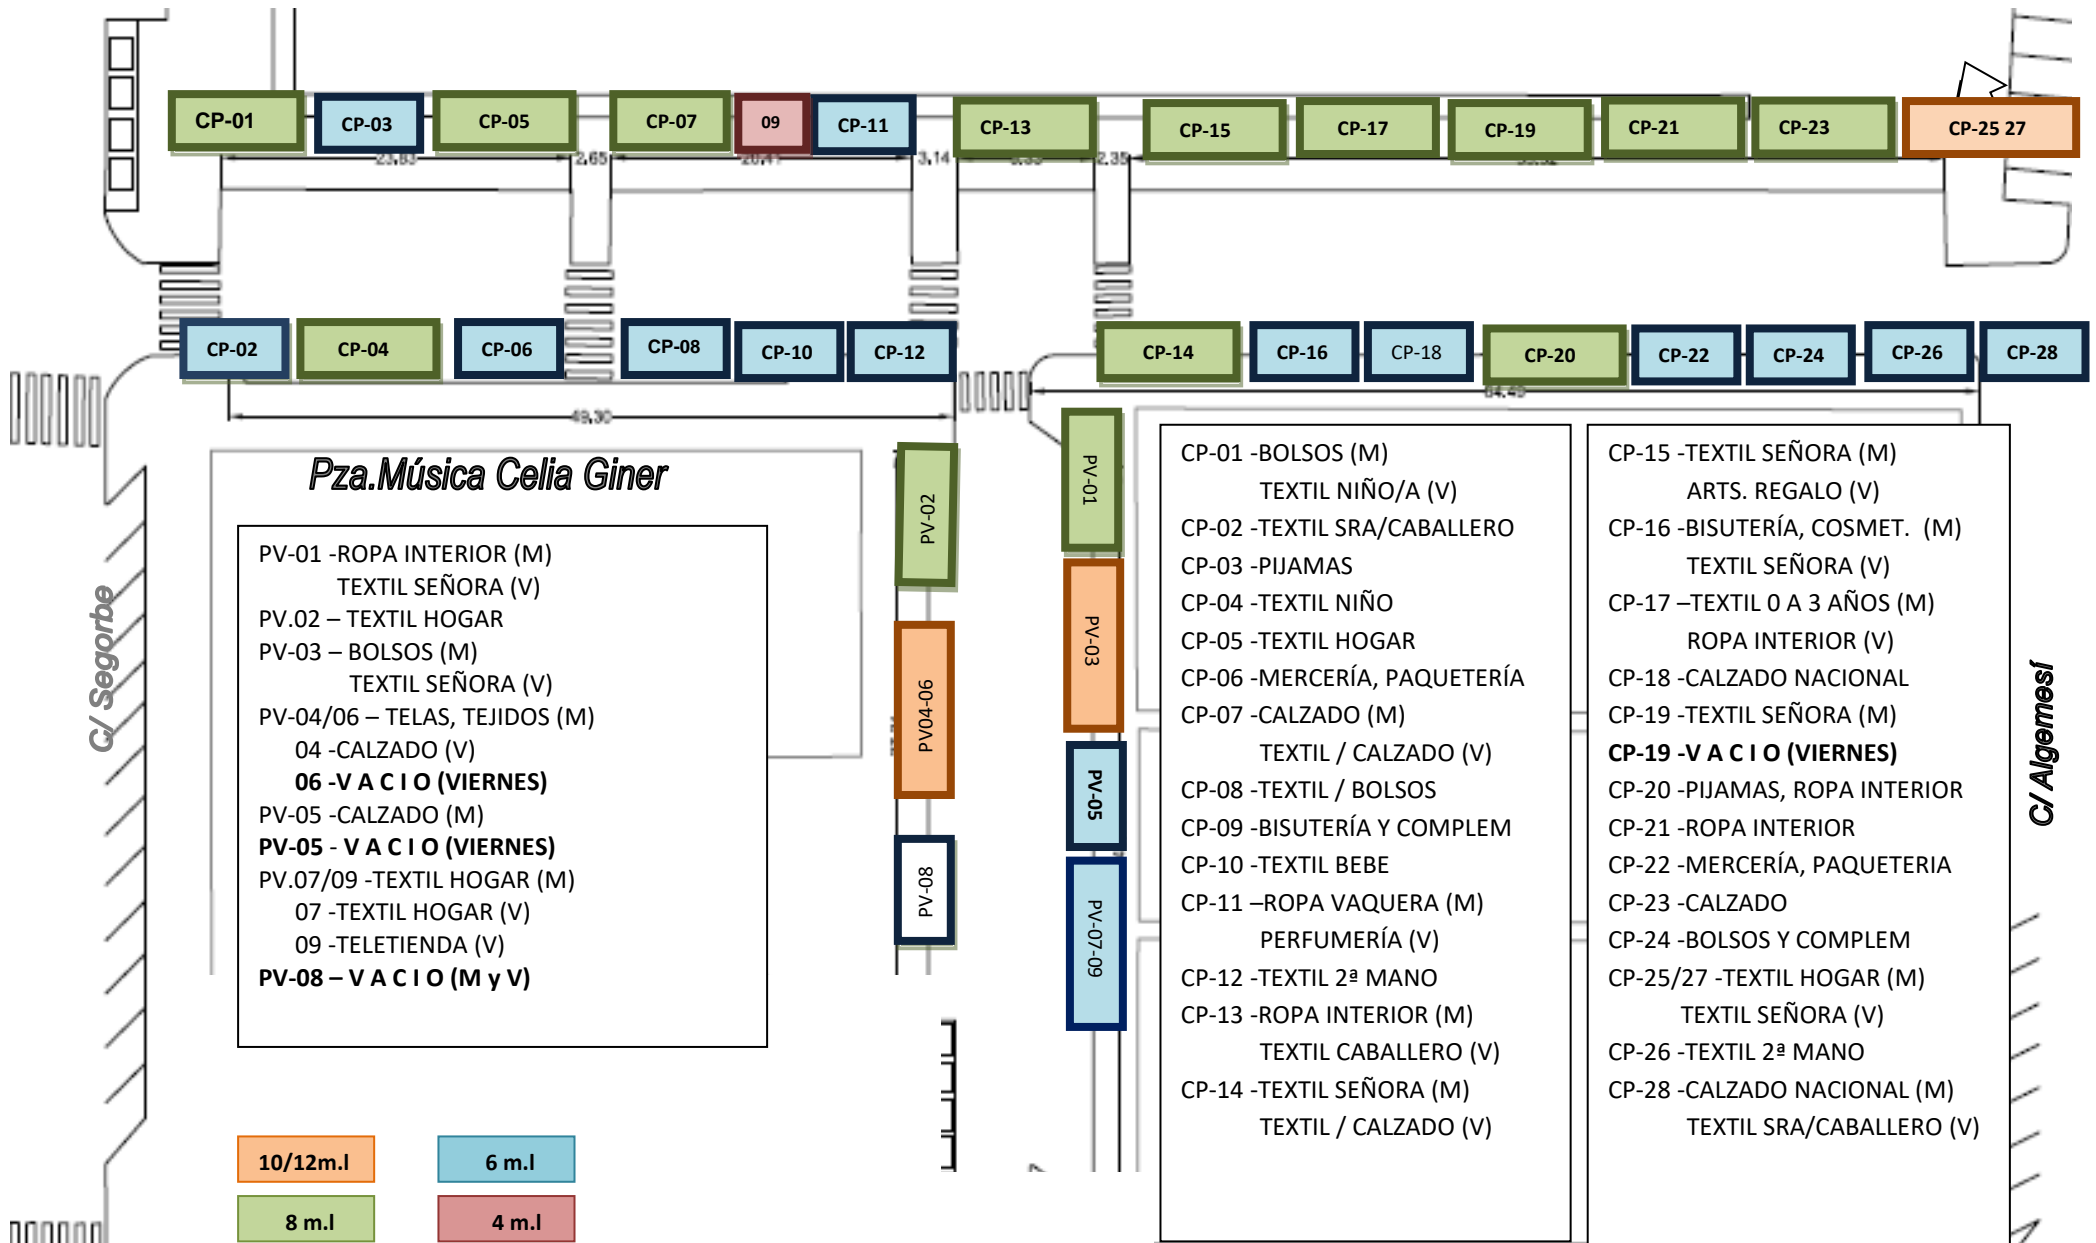 CP-01
CP-03
CP-05
CP-07
09
CP-11
CP-13
CP-15
CP-17
CP-19
CP-21
CP-23
CP-25 27
23,83
2,65
3,14
2,35
CP-02
CP-04
CP-06
CP-08
CP-10
CP-12
CP-14
CP-16
CP-18
CP-20
CP-22
CP-24
CP-26
CP-28
49,30
64,49
Pza.Música Celia Giner
C/ Segorbe
PV-01 -ROPA INTERIOR (M)
TEXTIL SEÑORA (V)
PV.02 – TEXTIL HOGAR
PV-03 – BOLSOS (M)
TEXTIL SEÑORA (V)
PV-04/06 – TELAS, TEJIDOS (M)
04 -CALZADO (V)
06 -V A C I O (VIERNES)
PV-05 -CALZADO (M)
PV-05 - V A C I O (VIERNES)
PV.07/09 -TEXTIL HOGAR (M)
07 -TEXTIL HOGAR (V)
09 -TELETIENDA (V)
PV-08 – V A C I O (M y V)
PV-02
PV04-06
PV-08
PV-01
PV-03
PV-05
PV-07-09
CP-01 -BOLSOS (M)
TEXTIL NIÑO/A (V)
CP-02 -TEXTIL SRA/CABALLERO
CP-03 -PIJAMAS
CP-04 -TEXTIL NIÑO
CP-05 -TEXTIL HOGAR
CP-06 -MERCERÍA, PAQUETERÍA
CP-07 -CALZADO (M)
TEXTIL / CALZADO (V)
CP-08 -TEXTIL / BOLSOS
CP-09 -BISUTERÍA Y COMPLEM
CP-10 -TEXTIL BEBE
CP-11 –ROPA VAQUERA (M)
PERFUMERÍA (V)
CP-12 -TEXTIL 2ª MANO
CP-13 -ROPA INTERIOR (M)
TEXTIL CABALLERO (V)
CP-14 -TEXTIL SEÑORA (M)
TEXTIL / CALZADO (V)
CP-15 -TEXTIL SEÑORA (M)
ARTS. REGALO (V)
CP-16 -BISUTERÍA, COSMET. (M)
TEXTIL SEÑORA (V)
CP-17 –TEXTIL 0 A 3 AÑOS (M)
ROPA INTERIOR (V)
CP-18 -CALZADO NACIONAL
CP-19 -TEXTIL SEÑORA (M)
CP-19 -V A C I O (VIERNES)
CP-20 -PIJAMAS, ROPA INTERIOR
CP-21 -ROPA INTERIOR
CP-22 -MERCERÍA, PAQUETERIA
CP-23 -CALZADO
CP-24 -BOLSOS Y COMPLEM
CP-25/27 -TEXTIL HOGAR (M)
TEXTIL SEÑORA (V)
CP-26 -TEXTIL 2ª MANO
CP-28 -CALZADO NACIONAL (M)
TEXTIL SRA/CABALLERO (V)
C/ Algemesí
10/12m.l
6 m.l
8 m.l
4 m.l